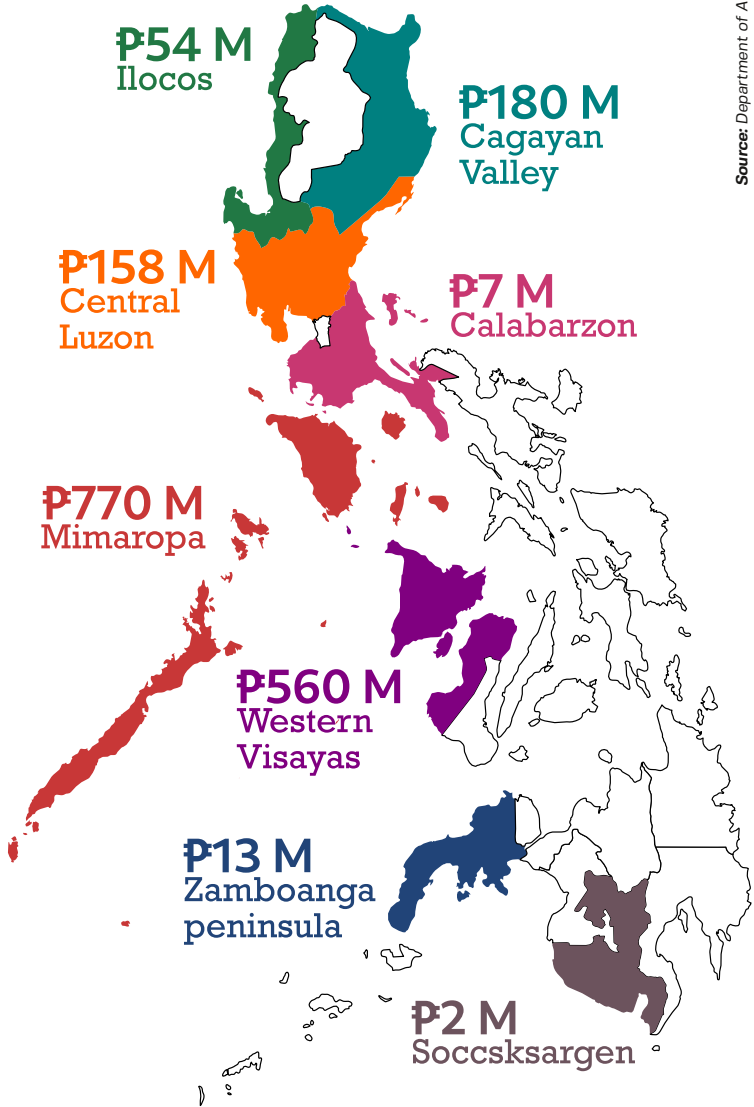 ₱54 M
Ilocos
₱180 M
Cagayan
Valley
Source: Department of A
₱158 M
Central
Luzon
₱7 M
Calabarzon
₱770 M
Mimaropa
₱560 M
Western
Visayas
₱13 M
Zamboanga
peninsula
₱2 M
Soccsksargen